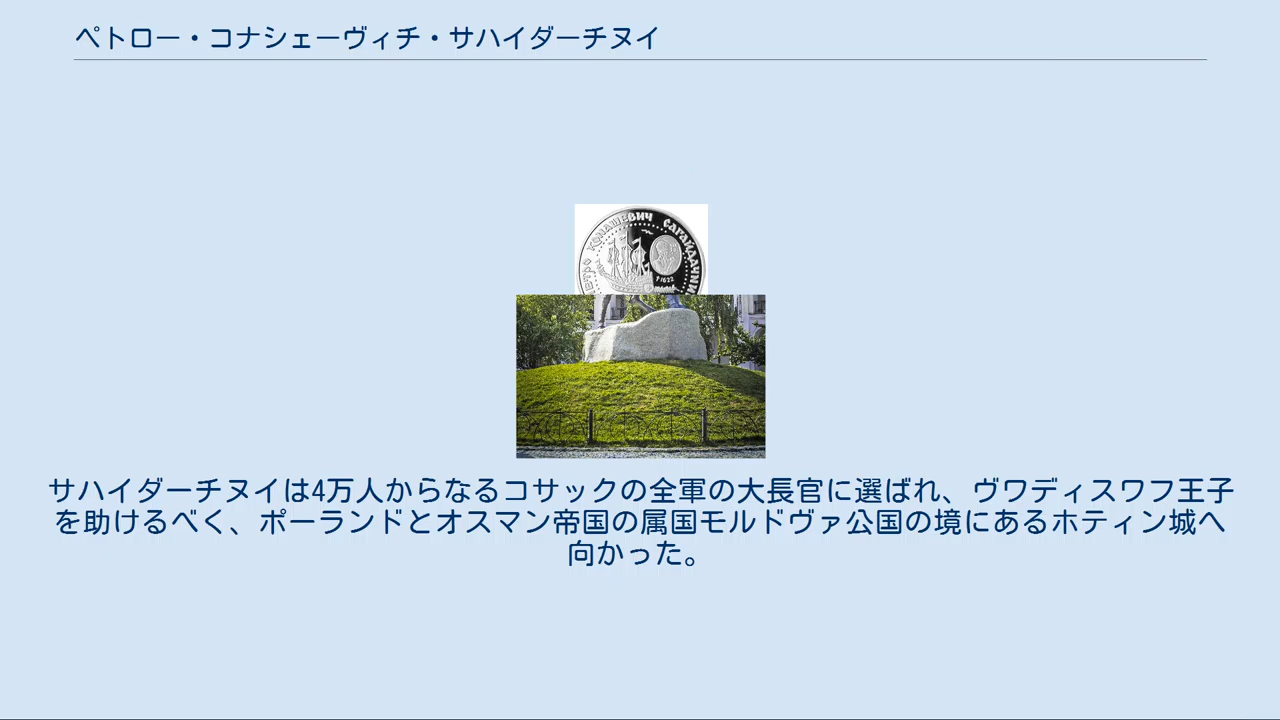 ペトロー・コナシェーヴィチ・サハイダーチヌイ
КОНАШЕВИЧ САГАЙДАЧНИ
† 1622
サハイダーチヌイは4万人からなるコサックの全軍の大長官に選ばれ、ヴワディスワフ王子
を助けるべく、ポーランドとオスマン帝国の属国モルドヴァ公国の境にあるホティン城へ
向かった。